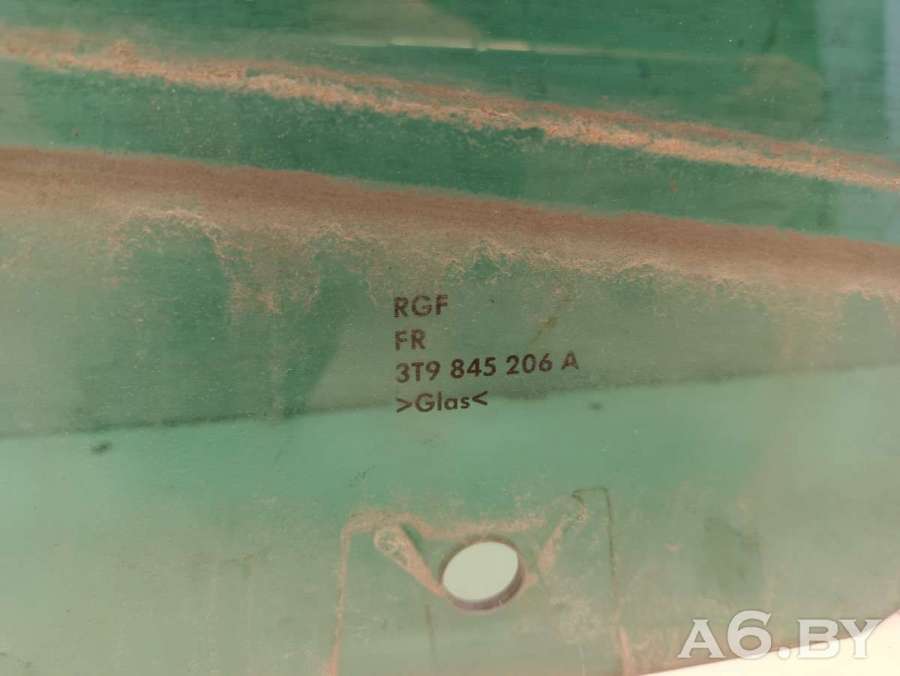 RGF
FR
3T9 845 206 A
>Glas<
A6.BY